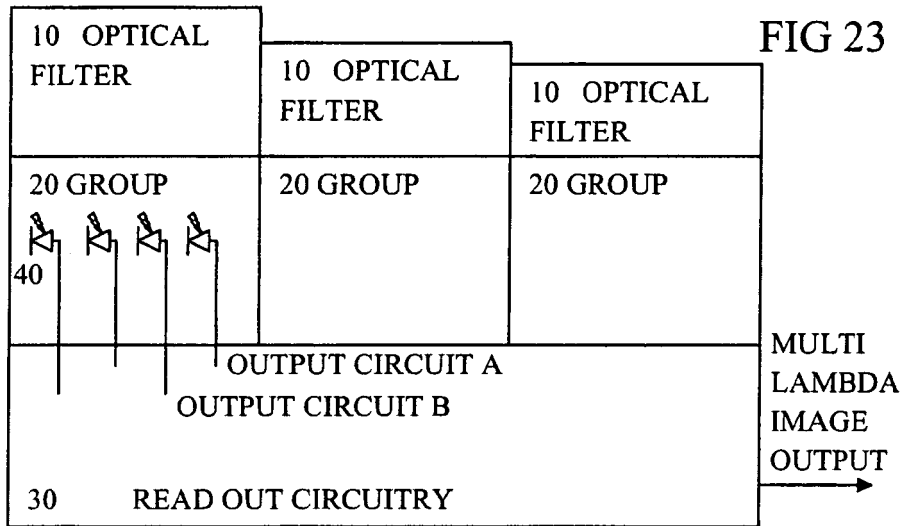 FIG 23
10 OPTICAL
FILTER
10 OPTICAL
FILTER
10 OPTICAL
FILTER
20 GROUP
20 GROUP
20 GROUP
40
OUTPUT CIRCUIT A
OUTPUT CIRCUIT B
MULTI
LAMBDA
IMAGE
OUTPUT
30 READ OUT CIRCUITRY